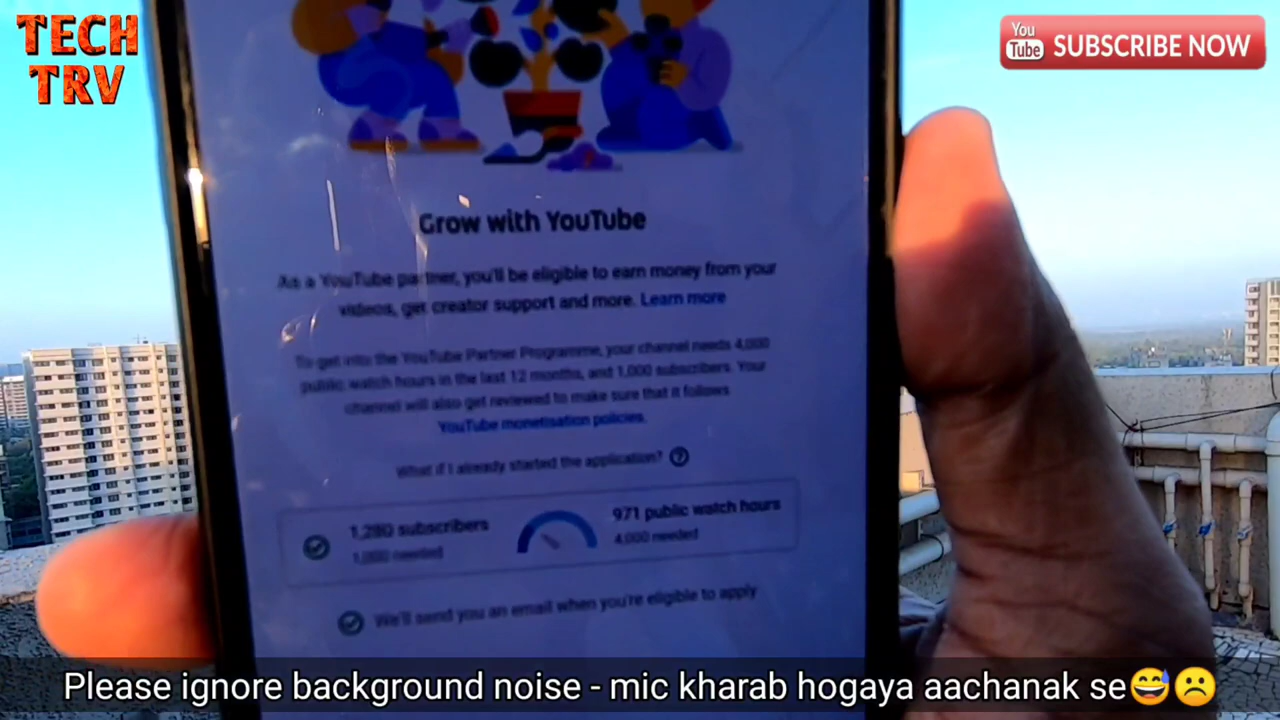 TECH
TRV
You
Tube
SUBSCRIBE NOW
Grow with YouTube
As a YouTube partner, you'll be eligible to earn money from your
videos, get creator support and more. Learn more
To get into the YouTube Partner Programme, your channel needs 4,000
public watch hours in the last 12 months, and 1,000 subscribers. Your
channel will also get reviewed to make sure that it follows
YouTube monetisation policies.
What if I already started the application? ?
1,280 subscribers
1,000 needed
971 public watch hours
4,000 needed
We'll send you an email when you're eligible to apply
Please ignore background noise - mic kharab hogaya aachanak se😅☹️